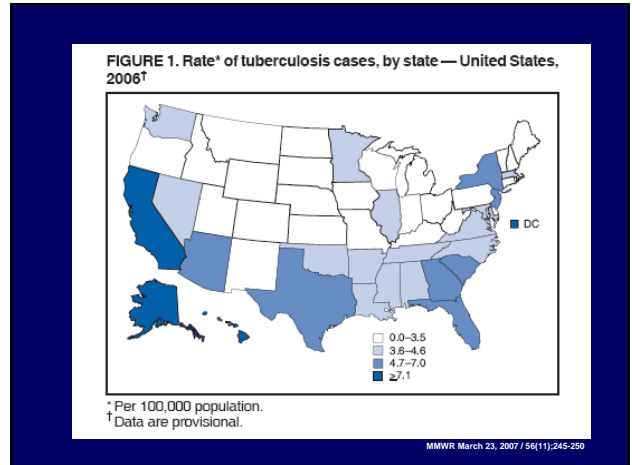 FIGURE 1. Rate* of tuberculosis cases, by state — United States,
2006†
DC
0.0–3.5
3.6–4.6
4.7–7.0
≥7.1
* Per 100,000 population.
† Data are provisional.
MMWR March 23, 2007 / 56(11);245-250